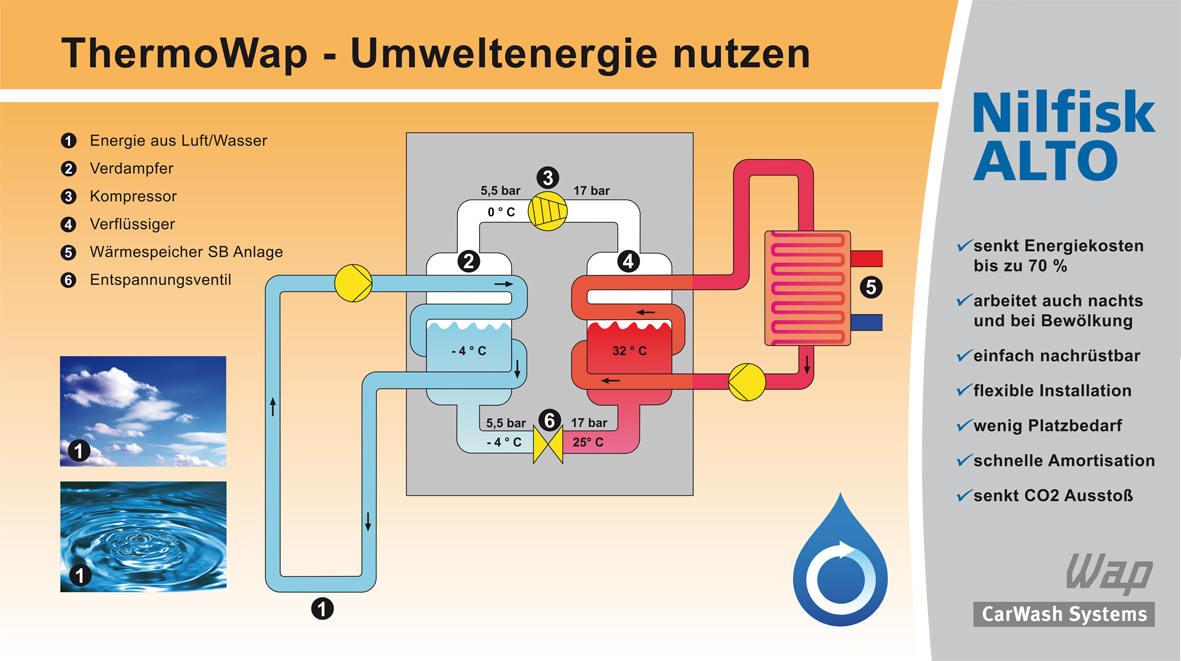 ThermoWap - Umweltenergie nutzen
1 Energie aus Luft/Wasser
2 Verdampfer
3 Kompressor
4 Verflüssiger
5 Wärmespeicher SB Anlage
6 Entspannungsventil
3
5,5 bar 17 bar
0 ° C
2
4
5
- 4 ° C
32 ° C
6
5,5 bar 17 bar
- 4 ° C 25° C
1
1
1
Nilfisk
ALTO
senkt Energiekosten
bis zu 70 %
arbeitet auch nachts
und bei Bewölkung
einfach nachrüstbar
flexible Installation
wenig Platzbedarf
schnelle Amortisation
senkt CO2 Ausstoß
Wap
CarWash Systems